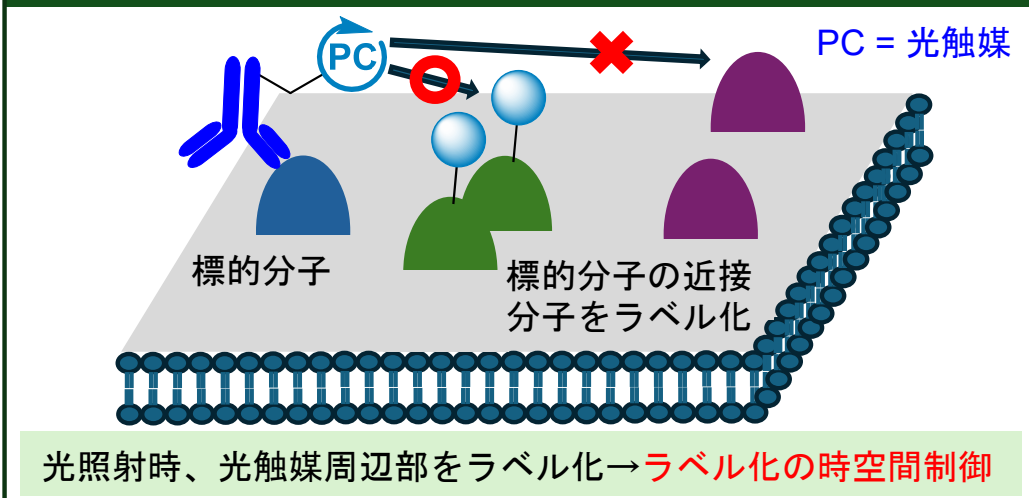 PC = 光触媒
PC
標的分子
標的分子の近接
分子をラベル化
光照射時、光触媒周辺部をラベル化→ラベル化の時空間制御